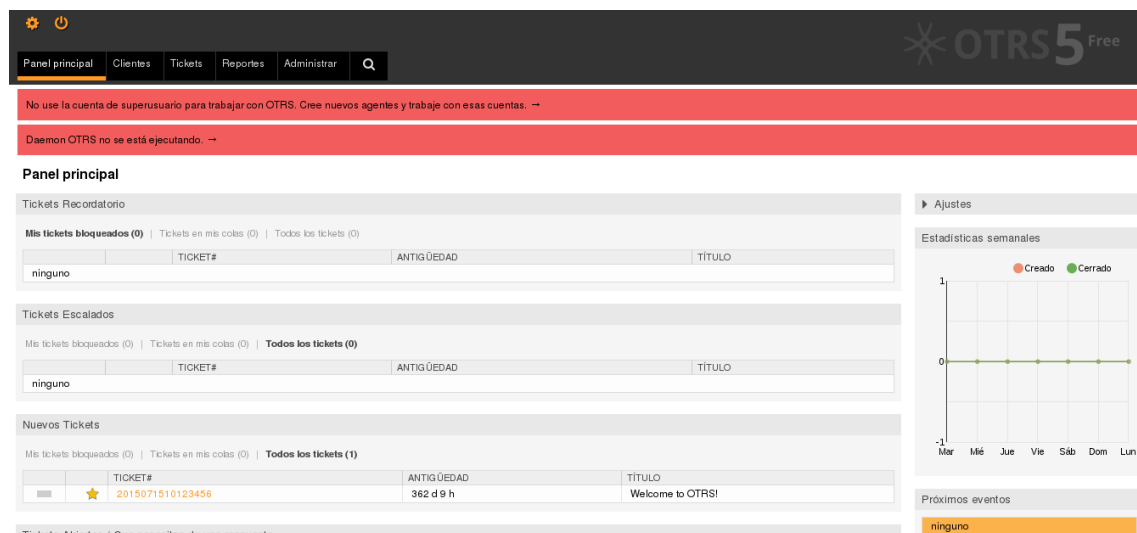 OTRS 5 Free
Panel principal Clientes Tickets Reportes Administrar
No use la cuenta de superusuario para trabajar con OTRS. Cree nuevos agentes y trabaje con esas cuentas. →
Daemon OTRS no se está ejecutando. →
Panel principal
Tickets Recordatorio
Mis tickets bloqueados (0) | Tickets en mis colas (0) | Todos los tickets (0)
TICKET# ANTIGÜEDAD TÍTULO
ninguno
Tickets Escalados
Mis tickets bloqueados (0) | Tickets en mis colas (0) | Todos los tickets (0)
TICKET# ANTIGÜEDAD TÍTULO
ninguno
Nuevos Tickets
Mis tickets bloqueados (0) | Tickets en mis colas (0) | Todos los tickets (1)
TICKET# ANTIGÜEDAD TÍTULO
2015071510123456 362 d 9 h Welcome to OTRS!
Ajustes
Estadísticas semanales
Creado Cerrado
1
0
-1
Mar Mié Jue Vie Sáb Dom Lun
Próximos eventos
ninguno